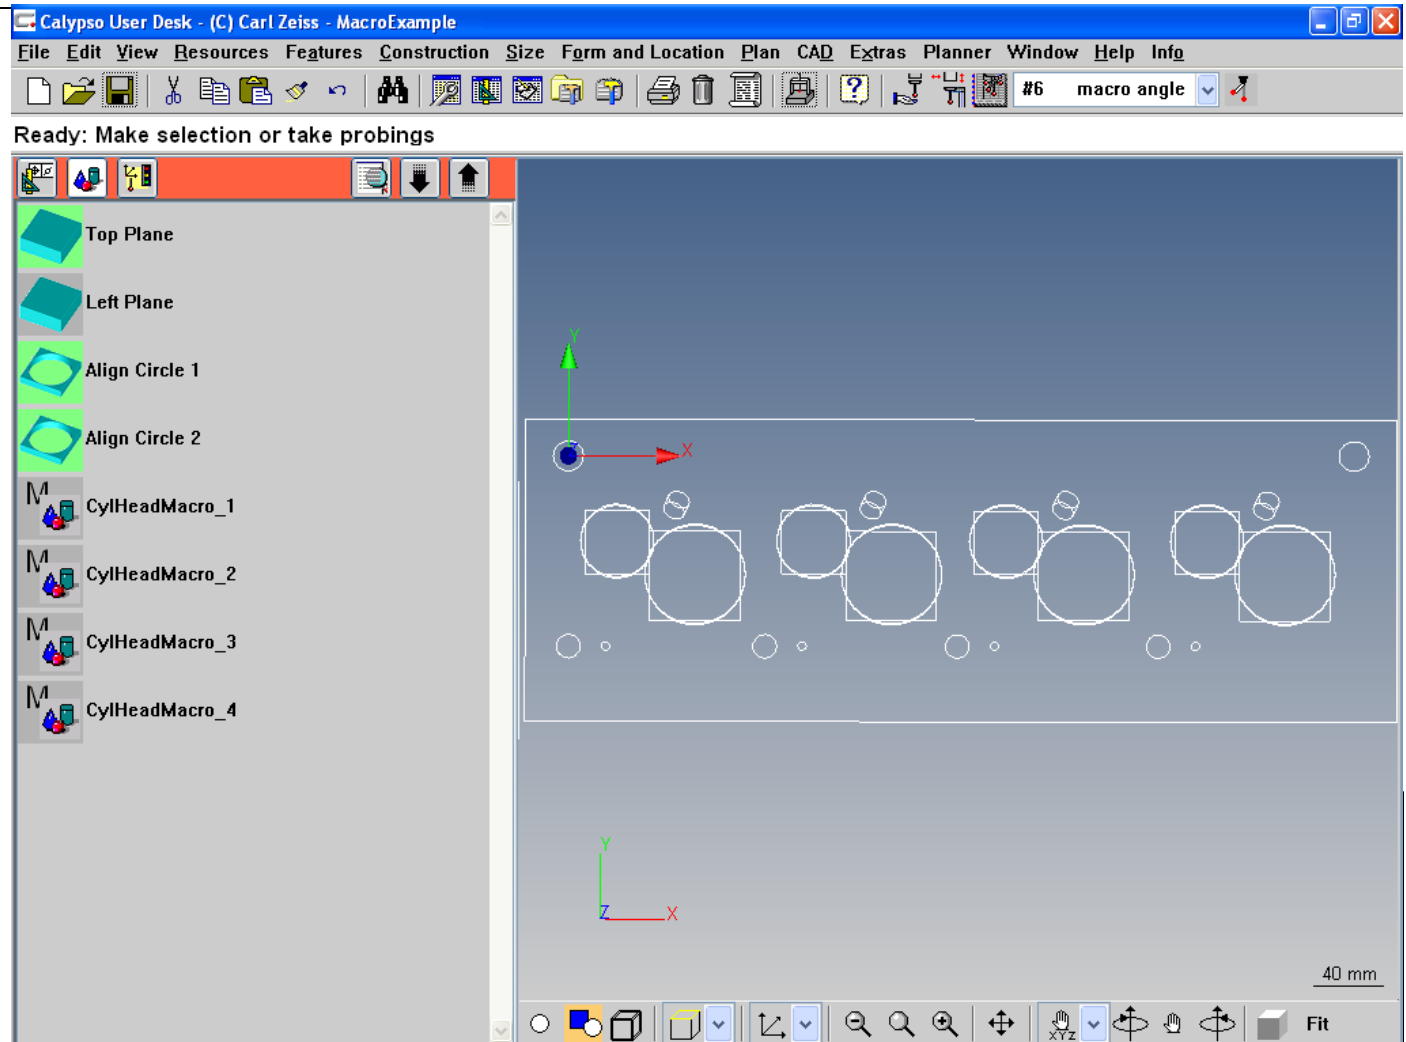 Calypso User Desk - (C) Carl Zeiss - MacroExample
File Edit View Resources Features Construction Size Form and Location Plan CAD Extras Planner Window Help Info
#6 macro angle
Ready: Make selection or take probings
Top Plane
Left Plane
Align Circle 1
Align Circle 2
M CylHeadMacro_1
M CylHeadMacro_2
M CylHeadMacro_3
M CylHeadMacro_4
Y
X
Y
Z X
40 mm
XYZ Fit